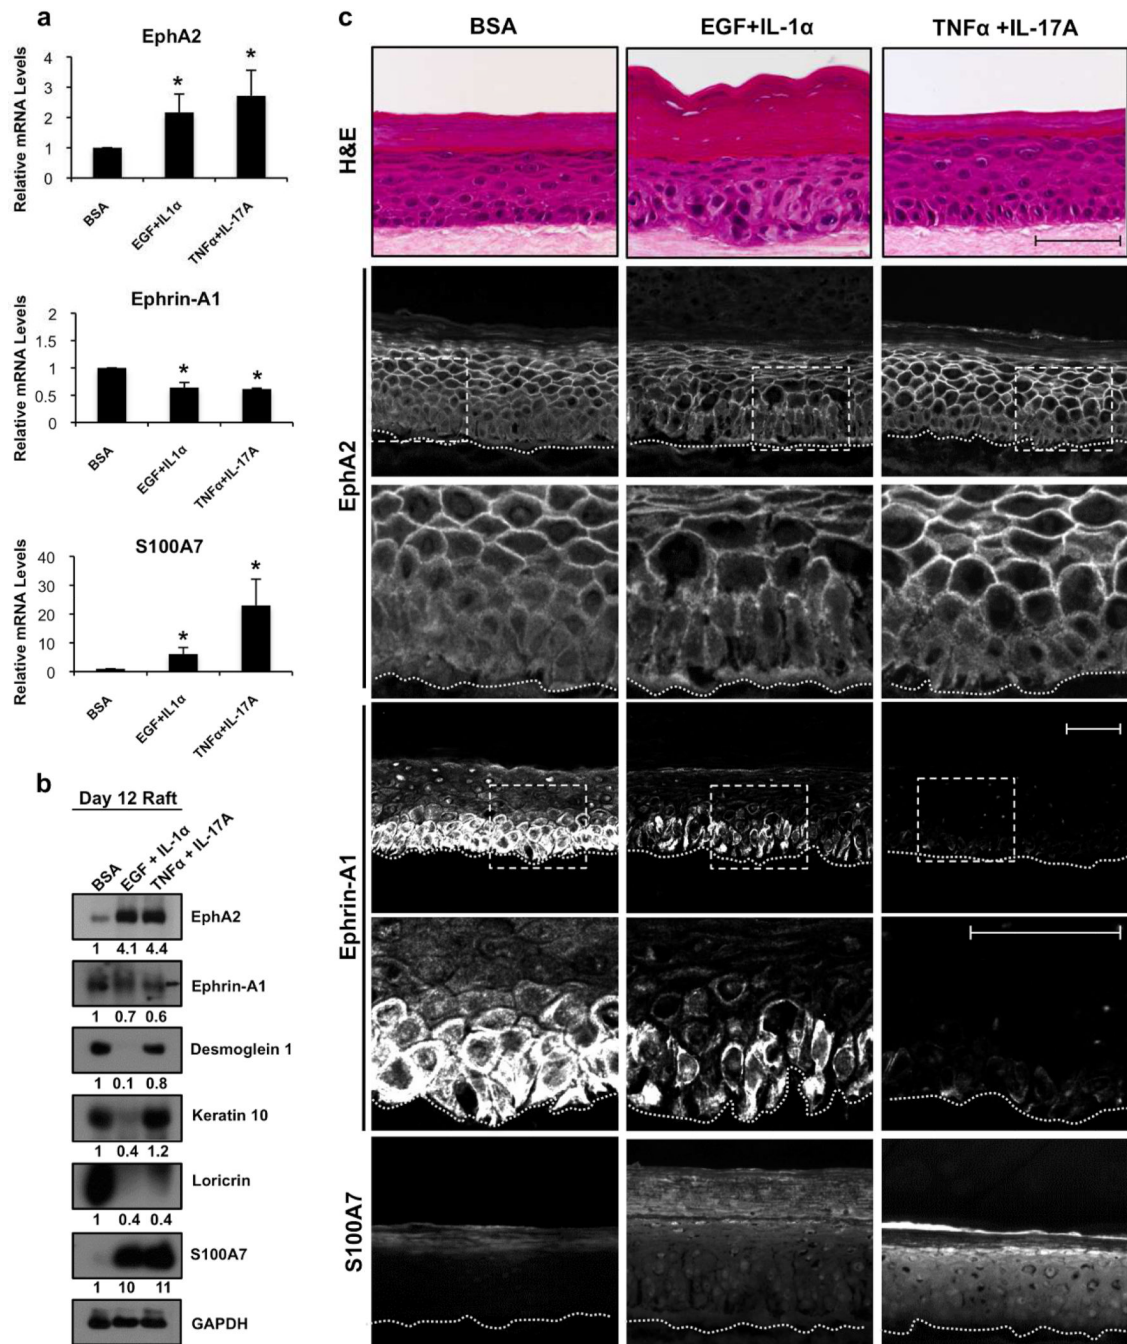 a
EphA2
Relative mRNA Levels
4
3
2
1
0
*
*
BSA
EGF+IL1α
TNFα+IL-17A
Ephrin-A1
Relative mRNA Levels
2
1.5
1
0.5
0
*
*
BSA
EGF+IL1α
TNFα+IL-17A
S100A7
Relative mRNA Levels
40
30
20
10
0
*
*
BSA
EGF+IL1α
TNFα+IL-17A
b
Day 12 Raft
BSA
EGF + IL-1α
TNFα + IL-17A
EphA2
1 4.1 4.4
Ephrin-A1
1 0.7 0.6
Desmoglein 1
1 0.1 0.8
Keratin 10
1 0.4 1.2
Loricrin
1 0.4 0.4
S100A7
1 10 11
GAPDH
c
BSA
EGF+IL-1α
TNFα +IL-17A
H&E
EphA2
Ephrin-A1
S100A7